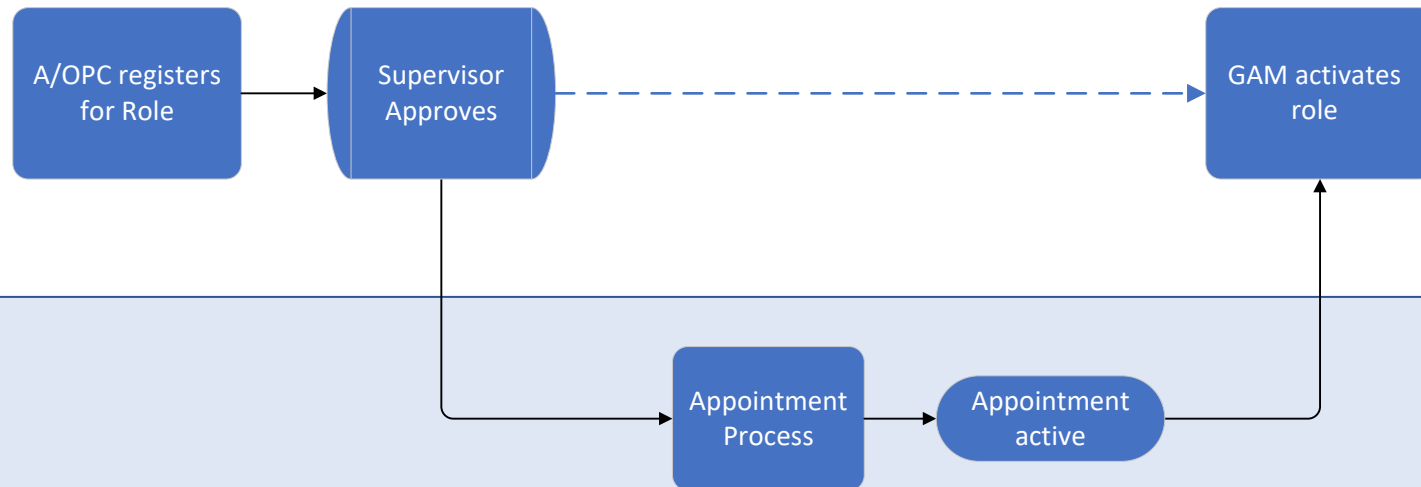 A/OPC registers
for Role
Supervisor
Approves
GAM activates
role
Appointment
Process
Appointment
active